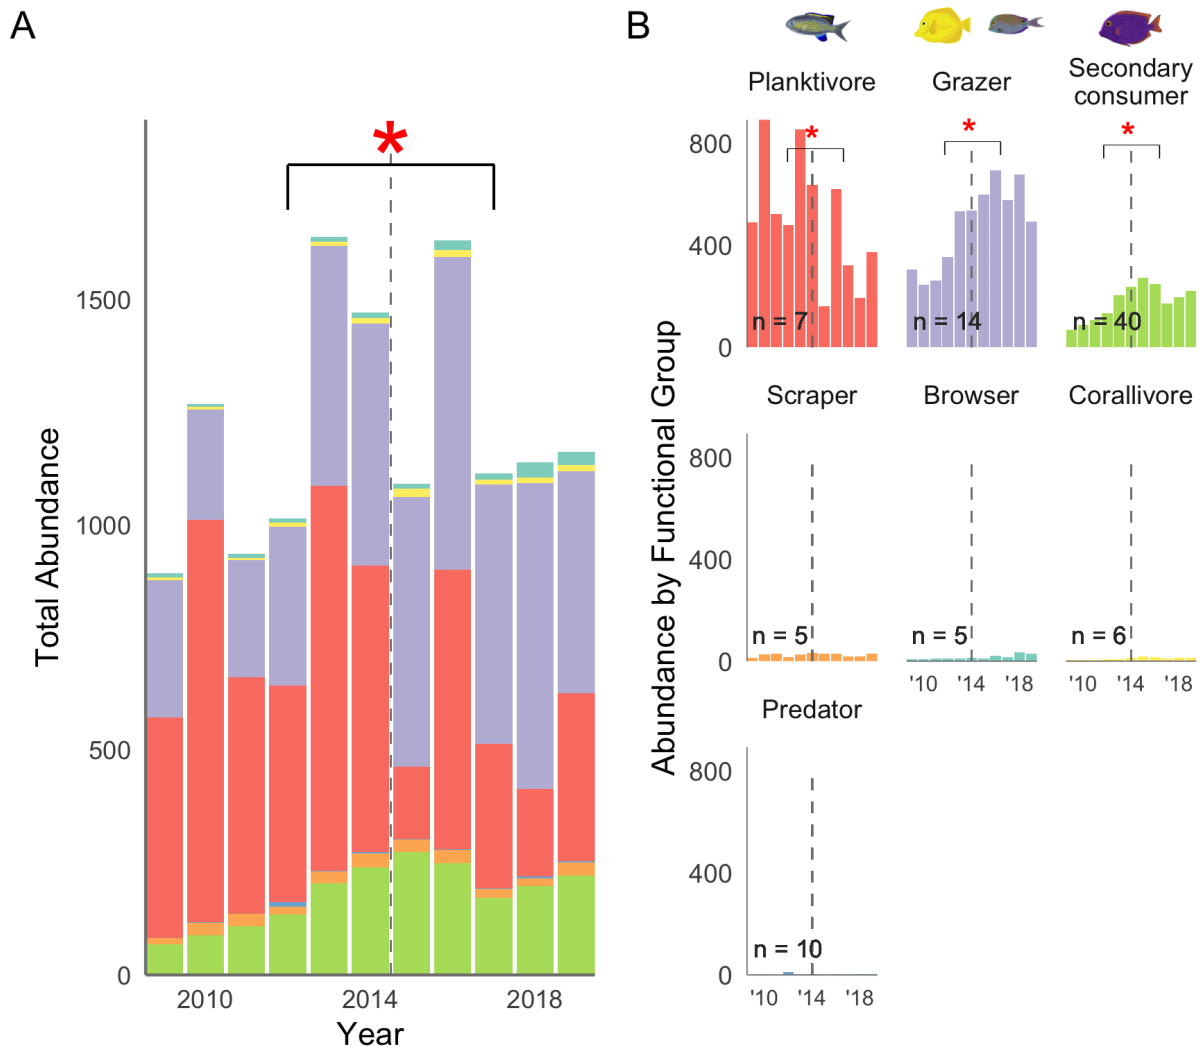 A
Total Abundance
1500
1000
500
0
*
2010
2014
2018
Year
B
Abundance by Functional Group
Planktivore
Grazer
Secondary
consumer
800
400
0
*
*
*
n = 7
n = 14
n = 40
Scraper
Browser
Corallivore
800
400
0
n = 5
n = 5
n = 6
'10
'14
'18
'10
'14
'18
Predator
800
400
0
n = 10
'10
'14
'18